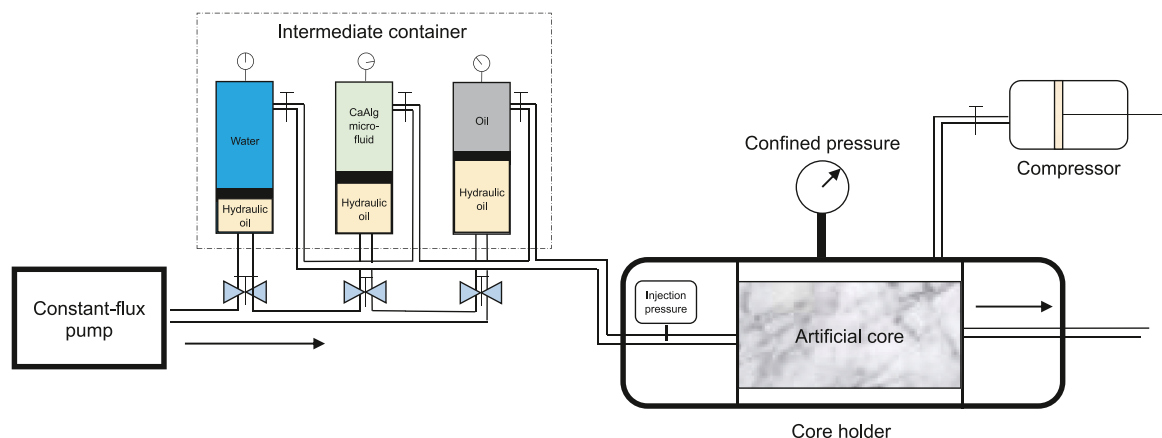 Intermediate container
Water
Hydraulic
oil
CaAlg
micro-
fluid
Hydraulic
oil
Oil
Hydraulic
oil
Constant-flux
pump
Confined pressure
Compressor
Injection
pressure
Artificial core
Core holder